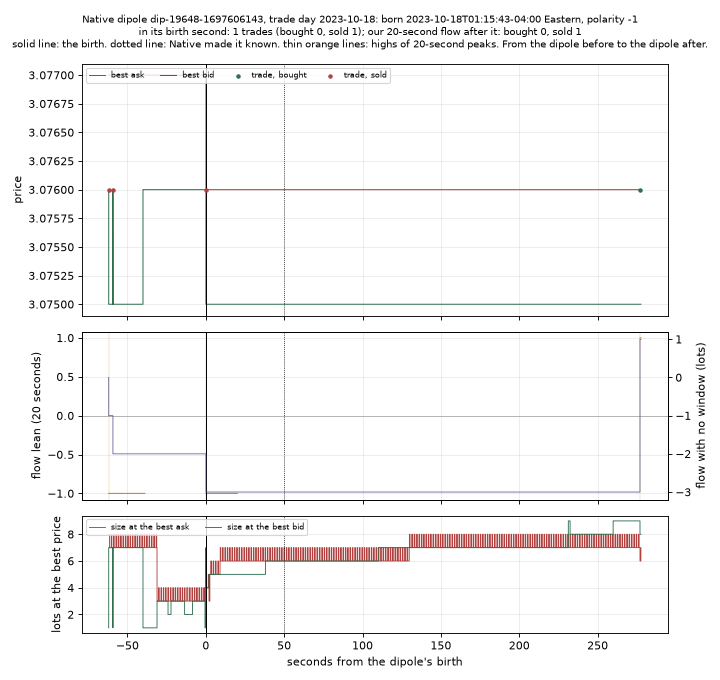 Native dipole dip-19648-1697606143, trade day 2023-10-18: born 2023-10-18T01:15:43-04:00 Eastern, polarity -1
in its birth second: 1 trades (bought 0, sold 1); our 20-second flow after it: bought 0, sold 1
solid line: the birth. dotted line: Native made it known. thin orange lines: highs of 20-second peaks. From the dipole before to the dipole after.
best ask best bid trade, bought trade, sold
3.07700
3.07675
3.07650
3.07625
3.07600
3.07575
3.07550
3.07525
3.07500
price
1.0
0.5
0.0
−0.5
−1.0
flow lean (20 seconds)
1
0
−1
−2
−3
flow with no window (lots)
size at the best ask size at the best bid
8
6
4
2
lots at the best price
−50 0 50 100 150 200 250
seconds from the dipole's birth